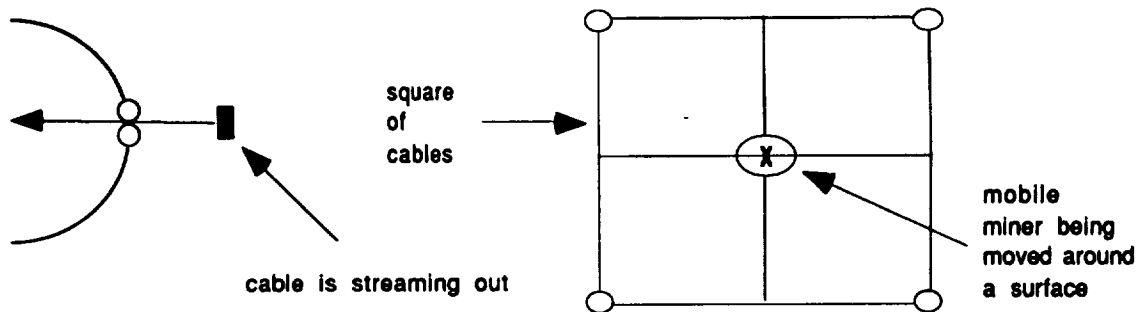 square
of
cables
X
mobile
miner being
moved around
a surface
cable is streaming out